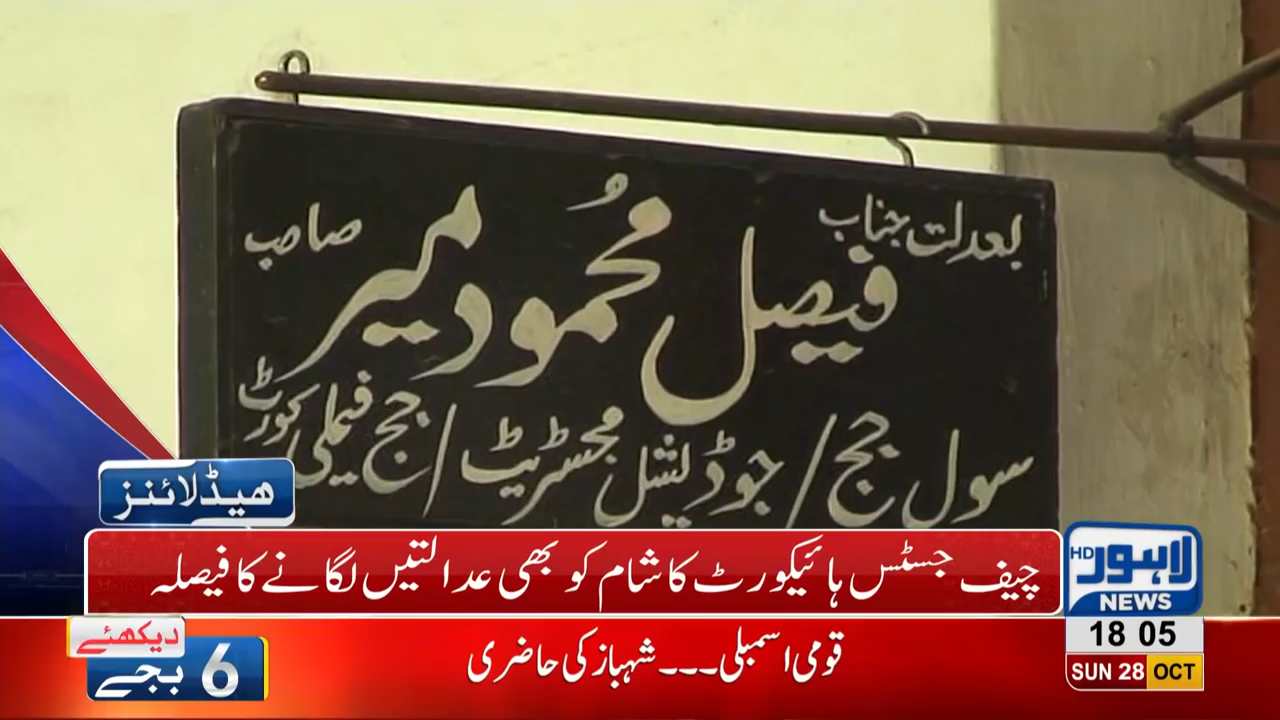 بعدلت جناب
فیصل محمُود میر صاحب
سول جج / جوڈیشل مجسٹریٹ / جج فیملی کورٹ
ہیڈلائنز
چیف جسٹس ہائیکورٹ کا شام کو بھی عدالتیں لگانے کا فیصلہ
HD لاہور
NEWS
دیکھئے
6 بجے
قومی اسمبلی۔۔۔شہباز کی حاضری
18 05
SUN 28 OCT